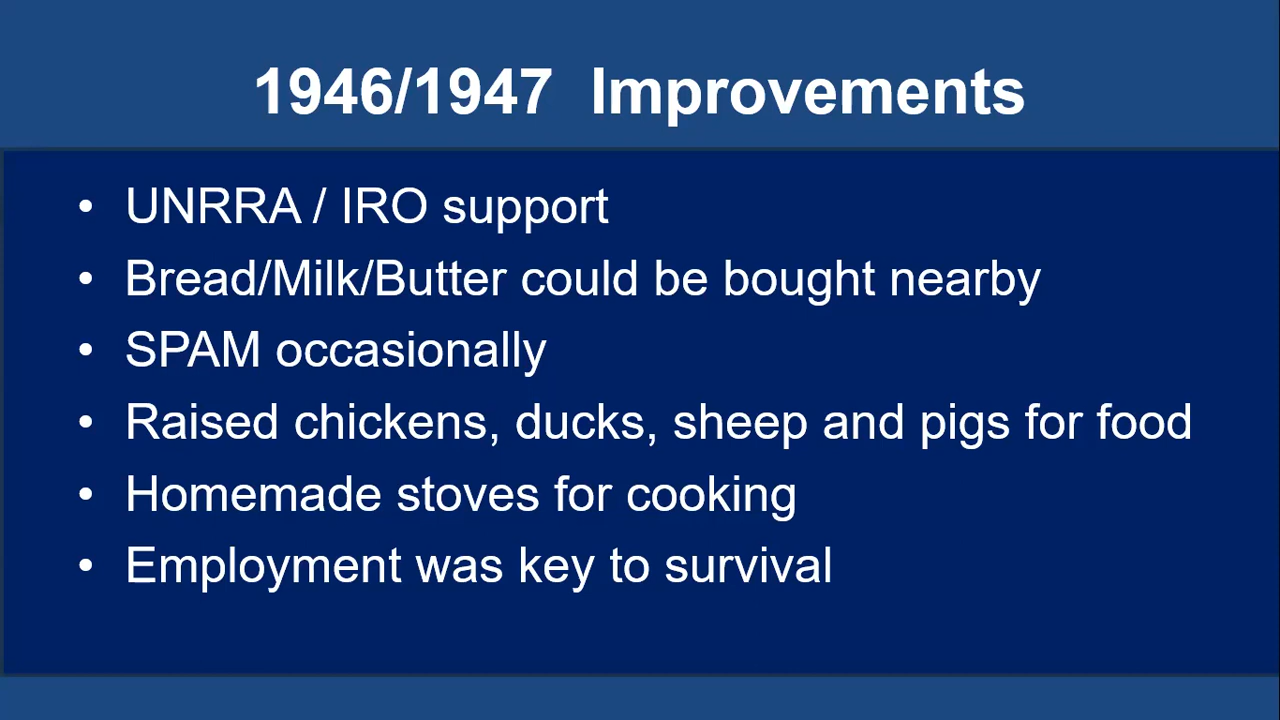 1946/1947  Improvements
• UNRRA / IRO support
• Bread/Milk/Butter could be bought nearby
• SPAM occasionally
• Raised chickens, ducks, sheep and pigs for food
• Homemade stoves for cooking
• Employment was key to survival